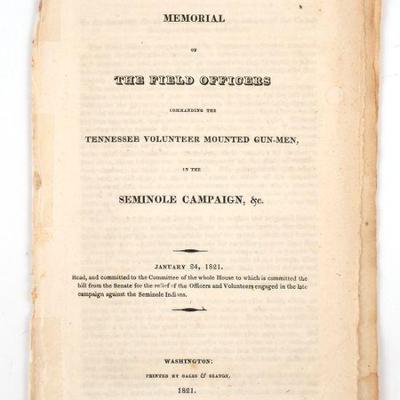 MEMORIAL
OF
THE FIELD OFFICERS
COMMANDING THE
TENNESSEE VOLUNTEER MOUNTED GUN-MEN,
IN THE
SEMINOLE CAMPAIGN, &c.
JANUARY 24, 1821.
Read, and committed to the Committee of the whole House to which is committed the
bill from the Senate for the relief of the Officers and Volunteers engaged in the late
campaign against the Seminole Indians.
WASHINGTON:
PRINTED BY GALES & SEATON,
1821.